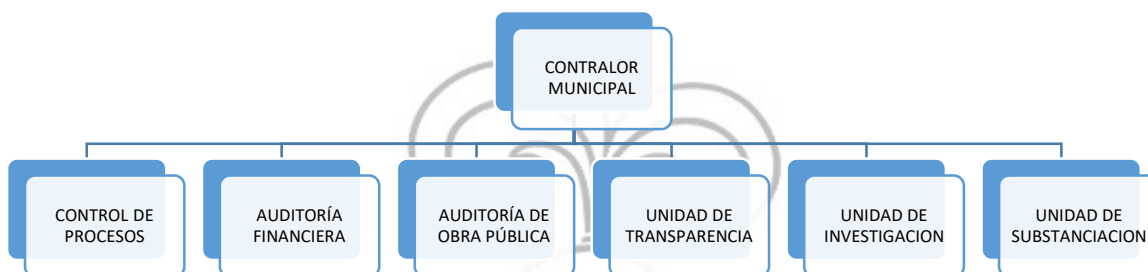 CONTRALOR
MUNICIPAL
CONTROL DE
PROCESOS
AUDITORÍA
FINANCIERA
AUDITORÍA DE
OBRA PÚBLICA
UNIDAD DE
TRANSPARENCIA
UNIDAD DE
INVESTIGACION
UNIDAD DE
SUBSTANCIACION